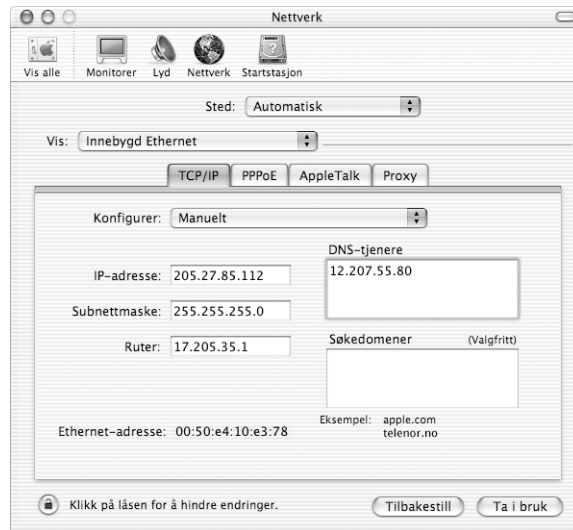 Nettverk
Vis alle Monitorer Lyd Nettverk Startstasjon
Sted: Automatisk
Vis: Innebygd Ethernet
TCP/IP PPPoE AppleTalk Proxy
Konfigurer: Manuelt
DNS-tjenere
IP-adresse: 205.27.85.112 12.207.55.80
Subnettmaske: 255.255.255.0
Ruter: 17.205.35.1 Søkedomener (Valgfritt)
Eksempel: apple.com
Ethernet-adresse: 00:50:e4:10:e3:78 telenor.no
Klikk på låsen for å hindre endringer. Tilbakestill Ta i bruk